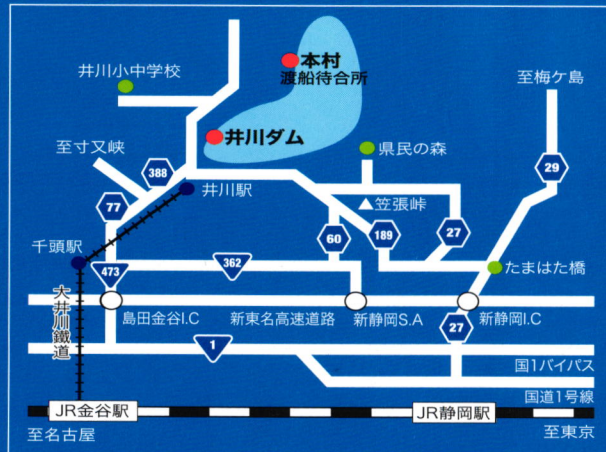 本村
渡船待合所
井川小中学校
至梅ケ島
井川ダム
至寸又峡
県民の森
388
29
77
井川駅
笠張峠
60
189
27
千頭駅
473
362
たまはた橋
大井川鐵道
島田金谷I.C
新東名高速道路
新静岡S.A
新静岡I.C
27
1
国1バイパス
国道1号線
JR金谷駅
JR静岡駅
至名古屋
至東京